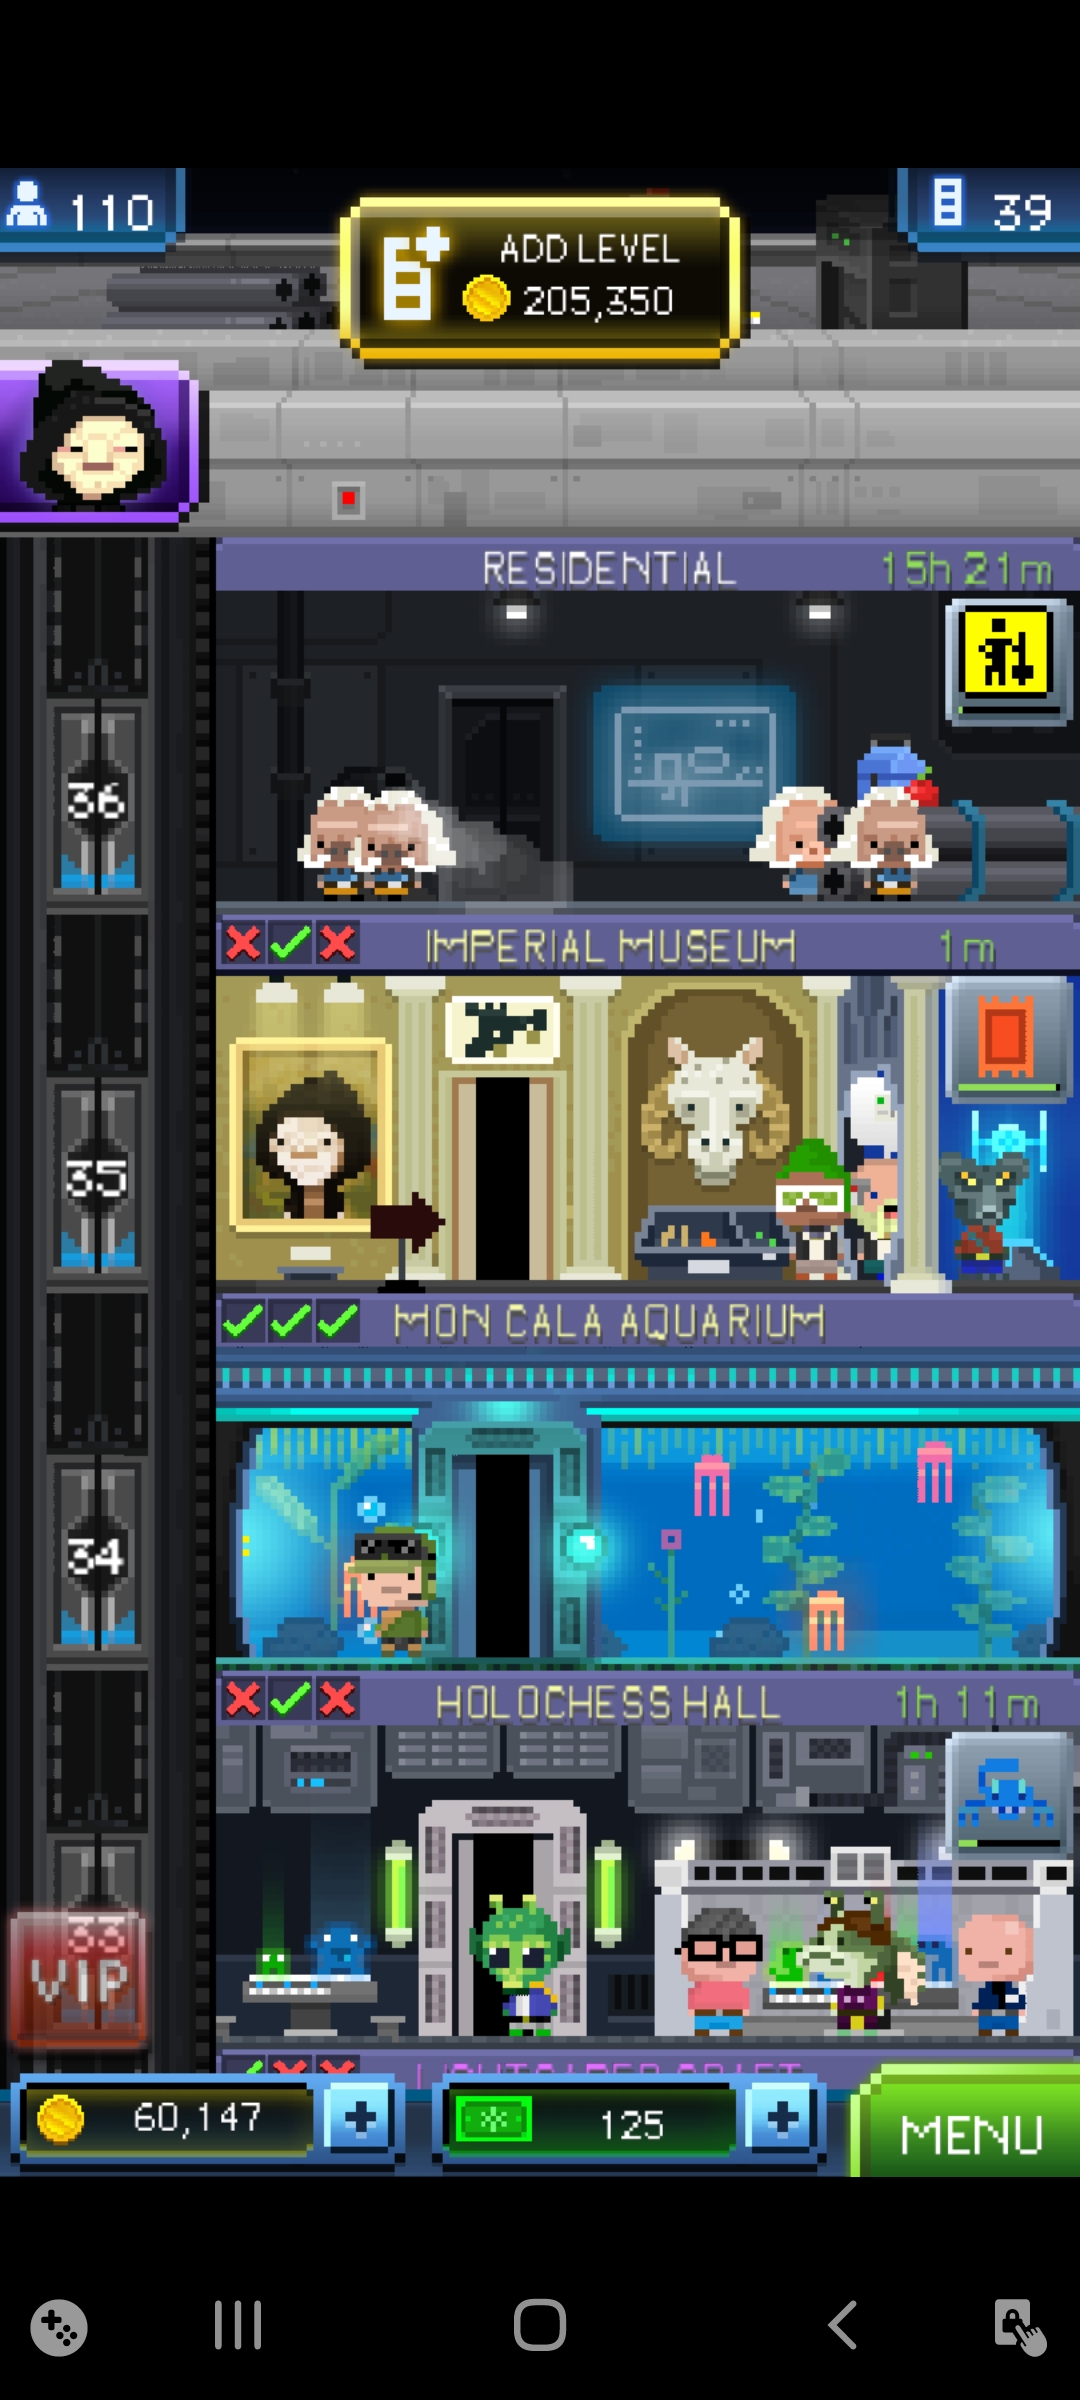 110
ADD LEVEL
205,350
39
RESIDENTIAL 15h 21m
36
IMPERIAL MUSEUM 1m
35
MON CALA AQUARIUM
34
HOLOCHESS HALL 1h 11m
33
VIP
60,147
125
MENU